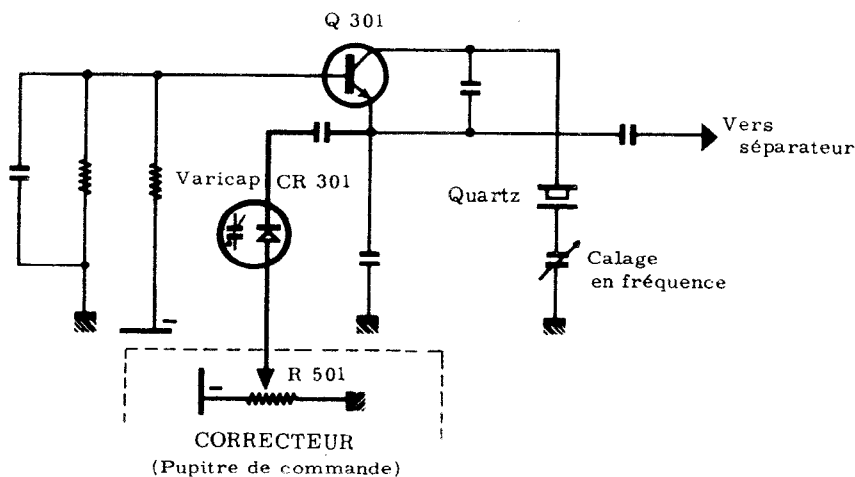 Q 301
Vers
séparateur
Varicap CR 301
Quartz
Calage
en fréquence
-
R 501
-
CORRECTEUR
(Pupitre de commande)